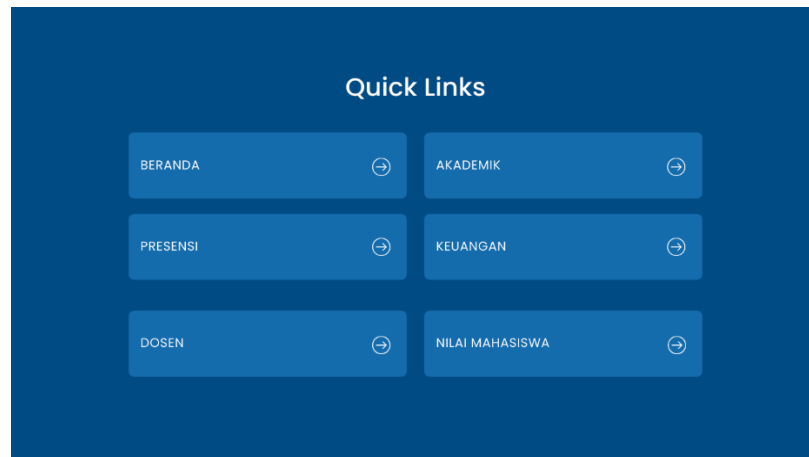 Quick Links
BERANDA
AKADEMIK
PRESENSI
KEUANGAN
DOSEN
NILAI MAHASISWA